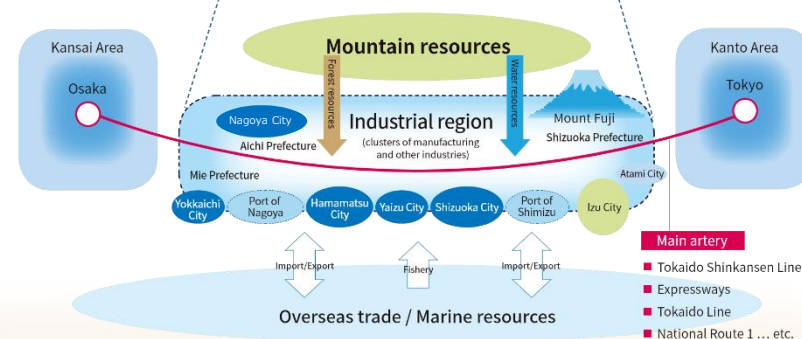 Kansai Area
Osaka
Mountain resources
Forest resources
Water resources
Kanto Area
Tokyo
Nagoya City
Aichi Prefecture
Industrial region
(clusters of manufacturing
and other industries)
Mount Fuji
Shizuoka Prefecture
Mie Prefecture
Atami City
Yokkaichi
City
Port of
Nagoya
Hamamatsu
City
Yaizu City
Shizuoka City
Port of
Shimizu
Izu City
Import/Export
Fishery
Import/Export
Overseas trade / Marine resources
Main artery
Tokaido Shinkansen Line
Expressways
Tokaido Line
National Route 1 … etc.